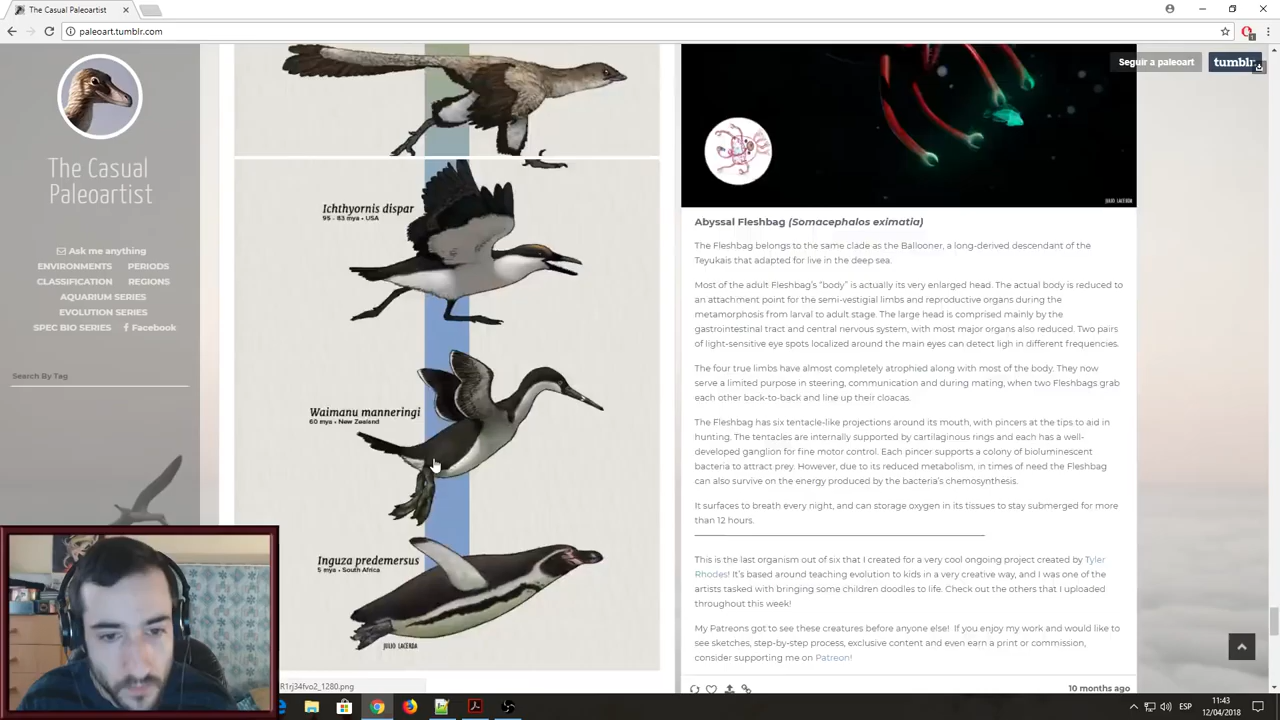 The Casual Paleoartist
paleoart.tumblr.com
Seguir a paleoart
tumblr
The Casual
Paleoartist
Ask me anything
ENVIRONMENTS PERIODS
CLASSIFICATION REGIONS
AQUARIUM SERIES
EVOLUTION SERIES
SPEC BIO SERIES Facebook
Search By Tag
Ichthyornis dispar
95 - 83 mya • USA
Waimanu manneringi
60 mya • New Zealand
Inguza predemersus
5 mya • South Africa
JULIO LACERDA
R1rj34fvo2_1280.png
JULIO LACERDA
Abyssal Fleshbag (Somacephalos eximatia)
The Fleshbag belongs to the same clade as the Ballooner, a long-derived descendant of the
Teyukais that adapted for live in the deep sea.
Most of the adult Fleshbag's “body” is actually its very enlarged head. The actual body is reduced to
an attachment point for the semi-vestigial limbs and reproductive organs during the
metamorphosis from larval to adult stage. The large head is comprised mainly by the
gastrointestinal tract and central nervous system, with most major organs also reduced. Two pairs
of light-sensitive eye spots localized around the main eyes can detect ligh in different frequencies.
The four true limbs have almost completely atrophied along with most of the body. They now
serve a limited purpose in steering, communication and during mating, when two Fleshbags grab
each other back-to-back and line up their cloacas.
The Fleshbag has six tentacle-like projections around its mouth, with pincers at the tips to aid in
hunting. The tentacles are internally supported by cartilaginous rings and each has a well-
developed ganglion for fine motor control. Each pincer supports a colony of bioluminescent
bacteria to attract prey. However, due to its reduced metabolism, in times of need the Fleshbag
can also survive on the energy produced by the bacteria's chemosynthesis.
It surfaces to breath every night, and can storage oxygen in its tissues to stay submerged for more
than 12 hours.
This is the last organism out of six that I created for a very cool ongoing project created by Tyler
Rhodes! It's based around teaching evolution to kids in a very creative way, and I was one of the
artists tasked with bringing some children doodles to life. Check out the others that I uploaded
throughout this week!
My Patreons got to see these creatures before anyone else! If you enjoy my work and would like to
see sketches, step-by-step process, exclusive content and even earn a print or commission,
consider supporting me on Patreon!
10 months ago
ESP
11:43
12/04/2018